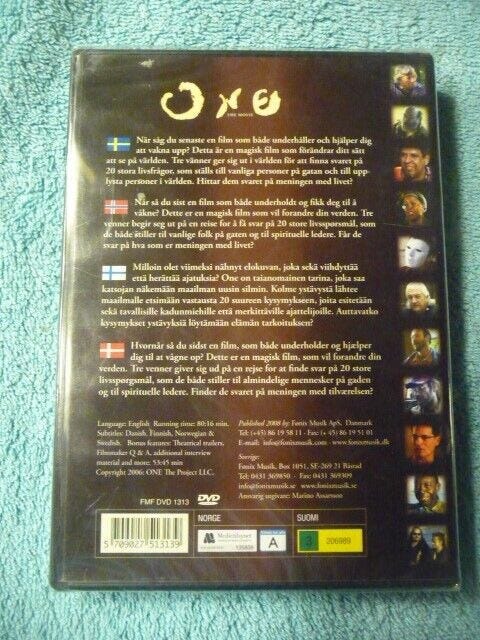 ONE
THE MOVIE
När såg du senaste en film som både underhåller och hjälper dig
att vakna upp? Detta är en magisk film som förändrar ditt sätt
att se på världen. Tre vänner ger sig ut i världen för att finna svaret på
20 stora livsfrågor, som ställs till vanliga personer på gatan och till upp-
lysta personer i världen. Hittar dem svaret på meningen med livet?
Når så du sist en film som både underholdt og fikk deg til å
våkne? Dette er en magisk film vil forandre din verden. Tre
venner begir seg ut på en reise for å få svar på 20 store livsspørsmål, som
de både stiller til vanlige folk på gaten og til spirituelle ledere. Får de
svar på hva som er meningen med livet?
Milloin olet viimeksi nähnyt elokuvan, joka sekä viihdyttää
että herättää ajatuksia? One on taianomainen tarina, joka saa
katsojan näkemään maailman uusin silmin. Kolme ystävystä lähtee
maailmalle etsimään vastausta 20 suureen kysymykseen, joita esitetään
sekä tavallisille kadunmiehille että merkittäville ajattelijoille. Auttavatko
kysymykset ystävyksiä löytämään elämän tarkoituksen?
Hvornår så du sidst en film, som både underholder og hjælper
dig til at vågne op? Dette er en magisk film, som vil forandre din
verden. Tre venner giver sig ud på en rejse for at finde svar på 20 store
livsspørgsmål, som de både stiller til almindelige mennesker på gaden
og til spirituelle ledere. Finder de svaret på meningen med tilværelsen?
Language: English Running time: 80:16 min.
Subtitles: Danish, Finnish, Norwegian &
Swedish. Bonus features: Theatrical trailers,
Filmmaker Q & A, additional interview
material and more: 53:45 min
Copyright 2006: ONE The Project LLC.
Published 2008 by: Fønix Musik ApS, Danmark
Tel: (+45) 86 19 58 11 · Fax: (+ 45) 86 19 51 01
E-mail: info@fonixmusik.com · www.fonixmusik.dk
Sverige:
Fønix Musik, Box 1051, SE-269 21 Båstad
Tel: 0431 369850 · Fax: 0431 369309
info@fonixmusik.se · www.fonixmusik.se
Ansvarig utgivare: Marino Assarsson
FMF DVD 1313
DVD
5 709027 513139
NORGE
Medietilsynet
A
SUOMI
3
206989